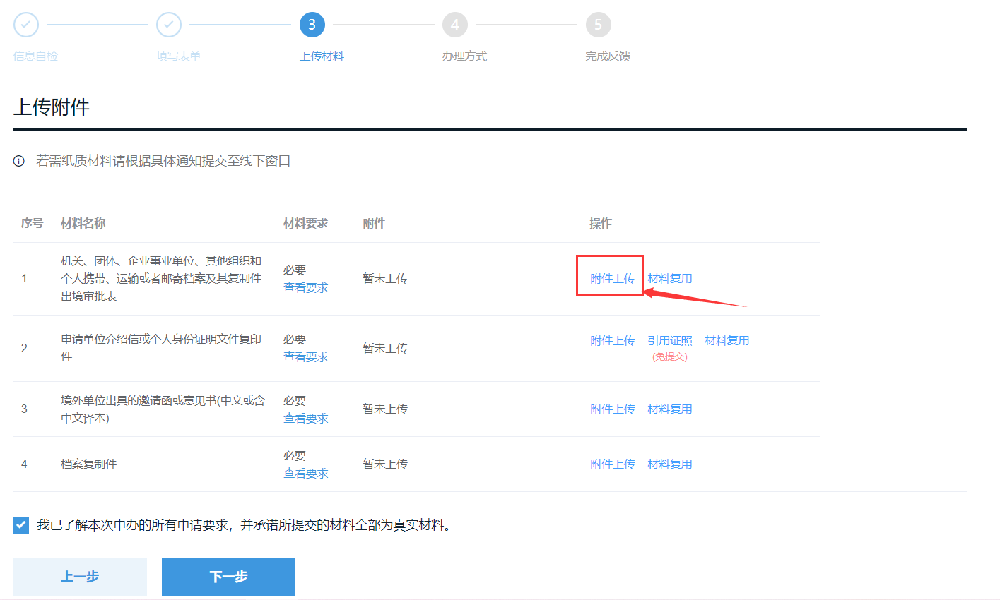 3
4
5
信息自检
填写表单
上传材料
办理方式
完成反馈
上传附件
若需纸质材料请根据具体通知提交至线下窗口
序号 材料名称 材料要求 附件 操作
机关、团体、企业事业单位、其他组织和
个人携带、运输或者邮寄档案及其复制件
出境审批表
1
必要
查看要求
暂未上传
附件上传 材料复用
2
申请单位介绍信或个人身份证明文件复印
件
必要
查看要求
暂未上传
附件上传 引用证照 材料复用
(免提交)
3
境外单位出具的邀请函或意见书(中文或含
中文译本)
必要
查看要求
暂未上传
附件上传 材料复用
4
档案复制件
必要
查看要求
暂未上传
附件上传 材料复用
我已了解本次申办的所有申请要求，并承诺所提交的材料全部为真实材料。
上一步
下一步